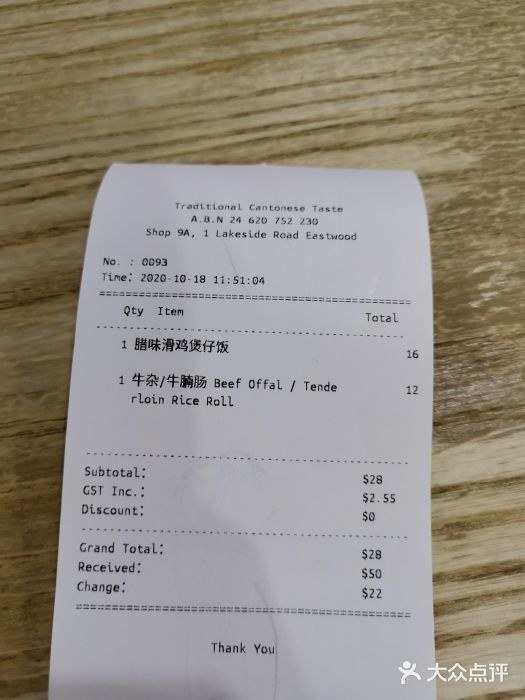 Traditional Cantonese Taste
A.B.N 24 620 752 230
Shop 9A, 1 Lakeside Road Eastwood
No. : 0093
Time: 2020-10-18 11:51:04
Qty Item Total
1 腊味滑鸡煲仔饭 16
1 牛杂/牛腩肠 Beef Offal / Tende 12
rloin Rice Roll
Subtotal: $28
GST Inc.: $2.55
Discount: $0
Grand Total: $28
Received: $50
Change: $22
Thank You
大众点评